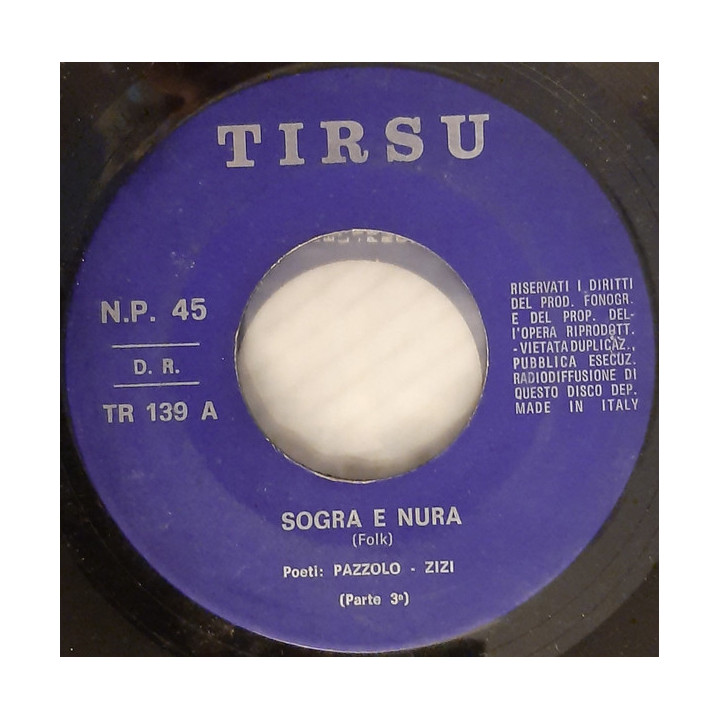 TIRSU
N.P. 45
D. R.
TR 139 A
RISERVATI I DIRITTI
DEL PROD. FONOGR.
E DEL PROP. DEL-
l'OPERA RIPRODOTT.
-VIETATA DUPLICAZ.,
PUBBLICA ESECUZ.
RADIODIFFUSIONE DI
QUESTO DISCO DEP.
MADE IN ITALY
SOGRA E NURA
(Folk)
Poeti: PAZZOLO - ZIZI
(Parte 3ª)